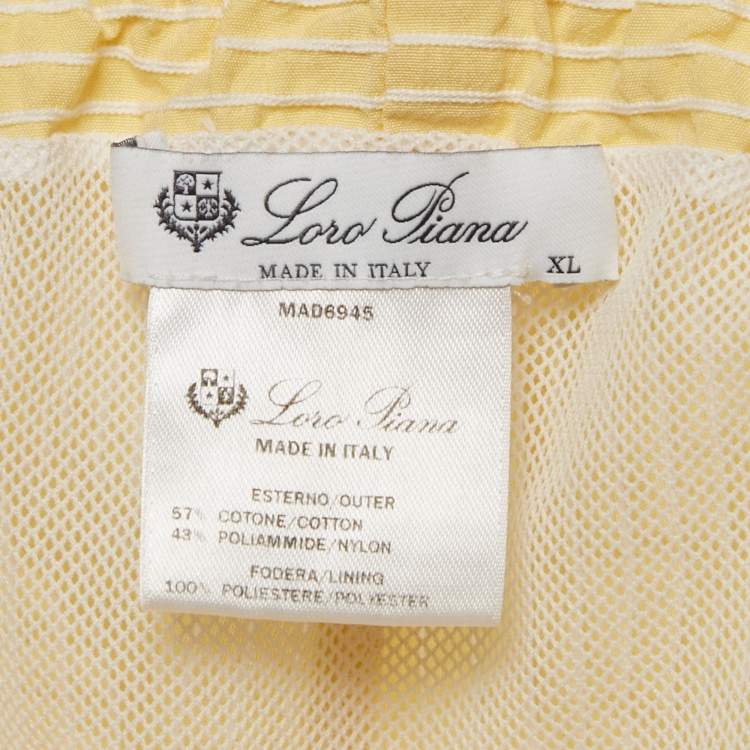 Loro Piana
MADE IN ITALY XL
MAD6945
Loro Piana
MADE IN ITALY
ESTERNO/OUTER
57% COTONE/COTTON
43% POLIAMMIDE/NYLON
FODERA/LINING
100% POLIESTERE/POLYESTER